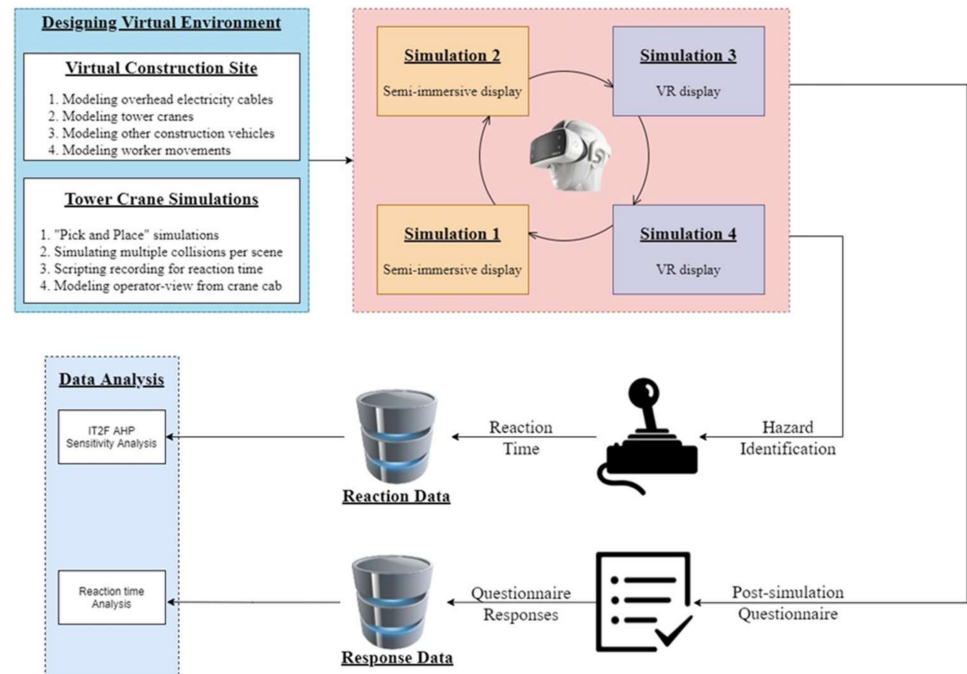 Designing Virtual Environment
Virtual Construction Site
1. Modeling overhead electricity cables
2. Modeling tower cranes
3. Modeling other construction vehicles
4. Modeling worker movements
Tower Crane Simulations
1. "Pick and Place" simulations
2. Simulating multiple collisions per scene
3. Scripting recording for reaction time
4. Modeling operator-view from crane cab
Simulation 2
Semi-immersive display
Simulation 3
VR display
Simulation 1
Semi-immersive display
Simulation 4
VR display
Data Analysis
IT2F AHP
Sensitivity Analysis
Reaction
Time
Hazard
Identification
Reaction Data
Reaction time
Analysis
Questionnaire
Responses
Post-simulation
Questionnaire
Response Data